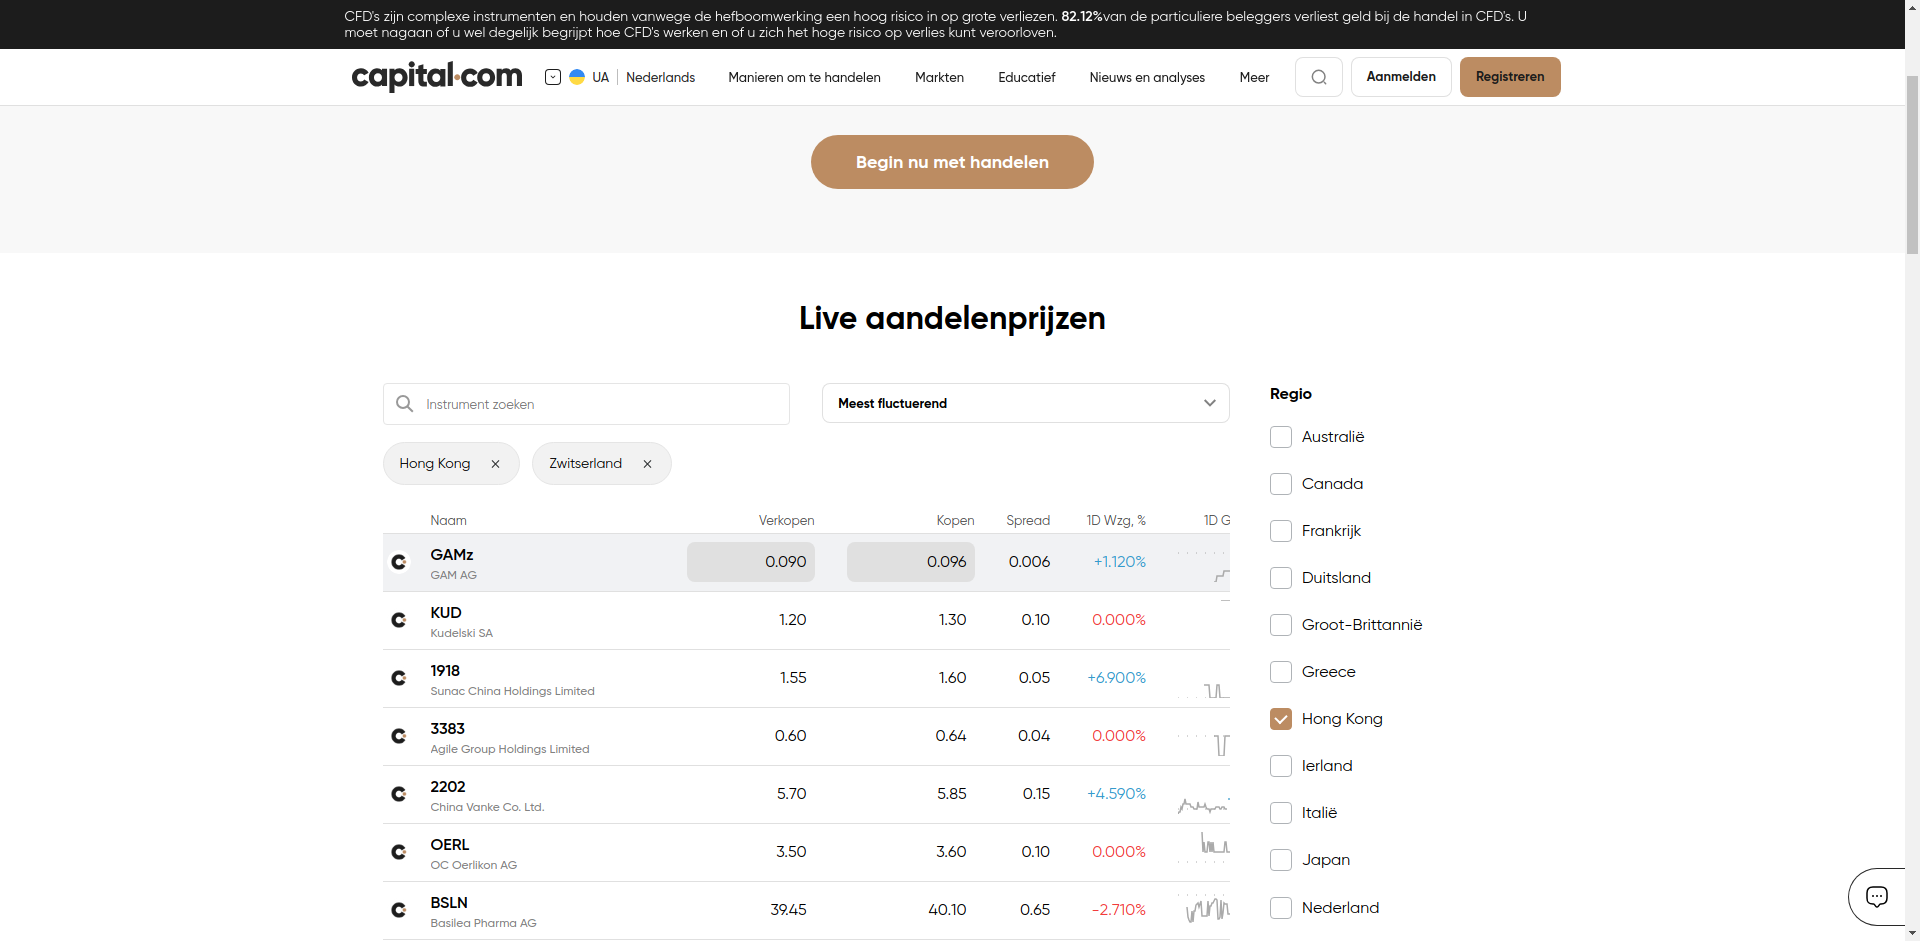 CFD's zijn complexe instrumenten en houden vanwege de hefboomwerking een hoog risico in op grote verliezen. 82.12%van de particuliere beleggers verliest geld bij de handel in CFD's. U
moet nagaan of u wel degelijk begrijpt hoe CFD's werken en of u zich het hoge risico op verlies kunt veroorloven.
capital.com UA Nederlands Manieren om te handelen Markten Educatief Nieuws en analyses Meer Aanmelden Registreren
Begin nu met handelen
Live aandelenprijzen
Instrument zoeken
Meest fluctuerend
Hong Kong
Zwitserland
Naam Verkopen Kopen Spread 1D Wzg, % 1D G
GAMz 0.090 0.096 0.006 +1.120%
GAM AG
KUD 1.20 1.30 0.10 0.000%
Kudelski SA
1918 1.55 1.60 0.05 +6.900%
Sunac China Holdings Limited
3383 0.60 0.64 0.04 0.000%
Agile Group Holdings Limited
2202 5.70 5.85 0.15 +4.590%
China Vanke Co. Ltd.
OERL 3.50 3.60 0.10 0.000%
OC Oerlikon AG
BSLN 39.45 40.10 0.65 -2.710%
Basilea Pharma AG
Regio
Australië
Canada
Frankrijk
Duitsland
Groot-Brittannië
Greece
Hong Kong
Ierland
Italië
Japan
Nederland